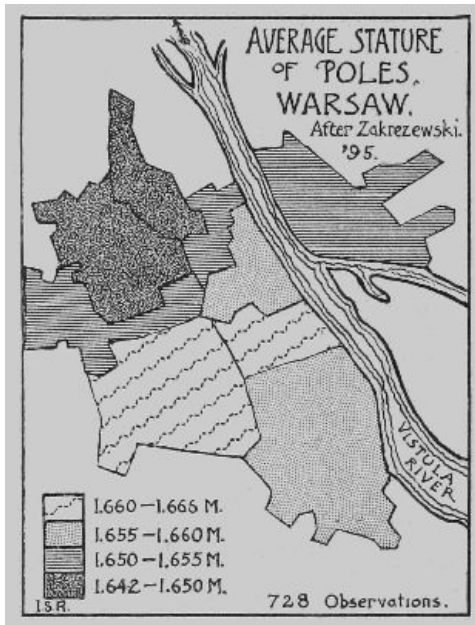 AVERAGE STATURE
OF POLES.
WARSAW.
After Zakrezewski.
'95.
VISTULA
RIVER
1.660–1.665 M.
1.655–1.660 M.
1.650–1.655 M.
1.642–1.650 M.
I.S.R.
728 Observations.